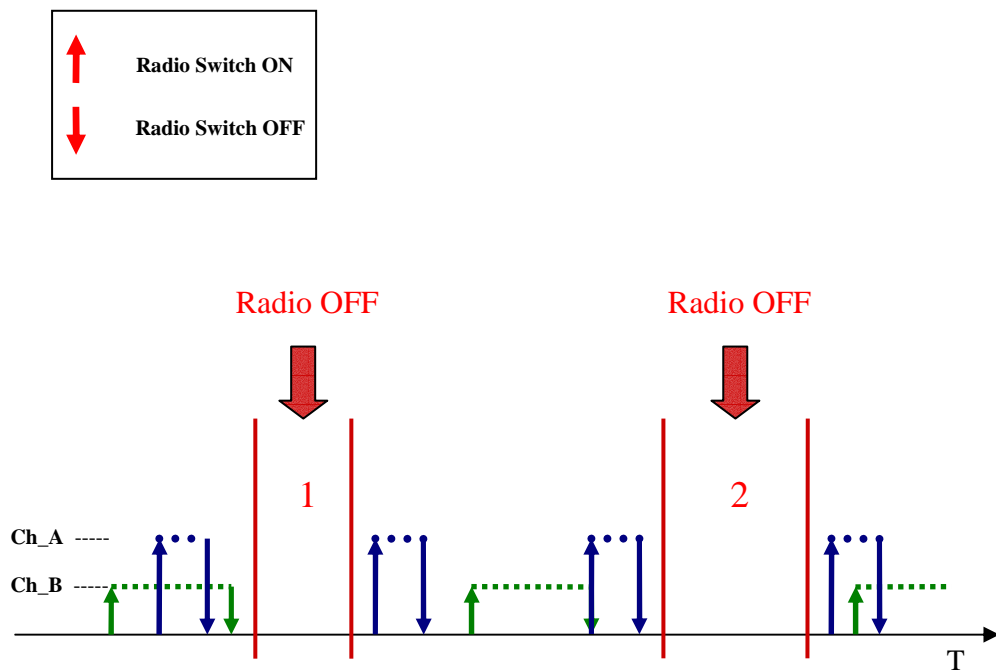 Radio Switch ON
Radio Switch OFF
Radio OFF Radio OFF
1 2
Ch_A
Ch_B
T